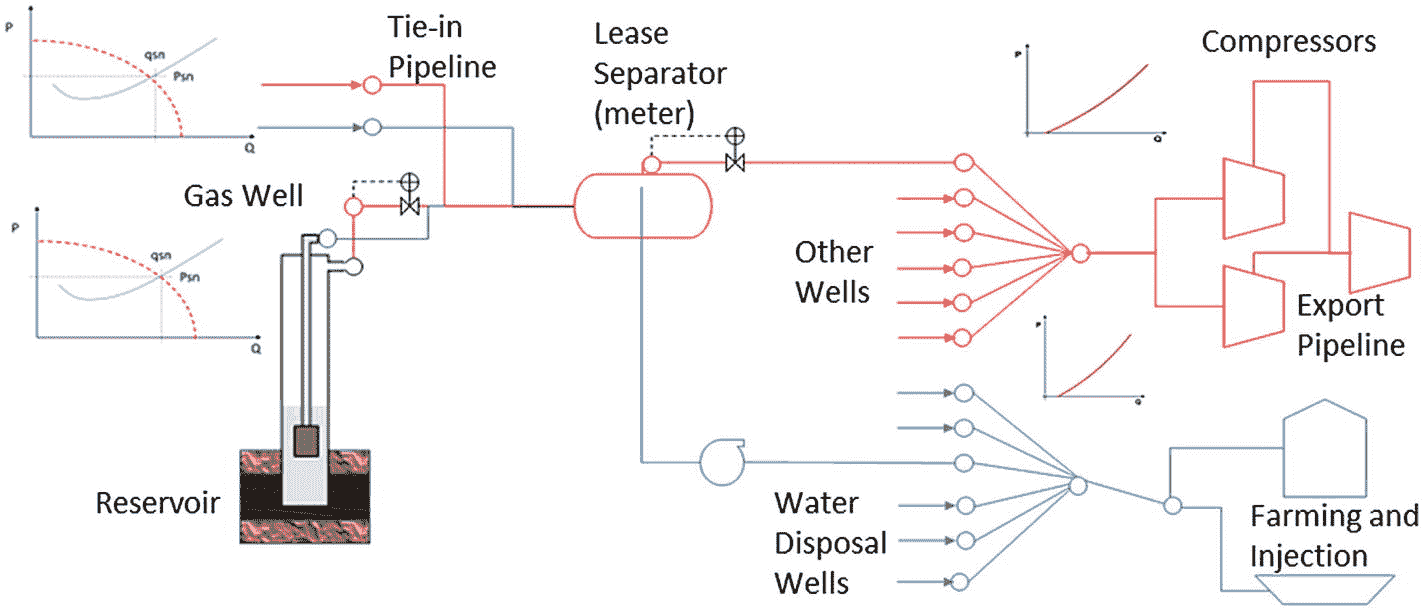 P
qsn
Psn
Q
Tie-in
Pipeline
Lease
Separator
(meter)
P
Q
Compressors
Gas Well
P
qsn
Psn
Q
Other
Wells
Export
Pipeline
P
Q
Reservoir
Water
Disposal
Wells
Farming and
Injection